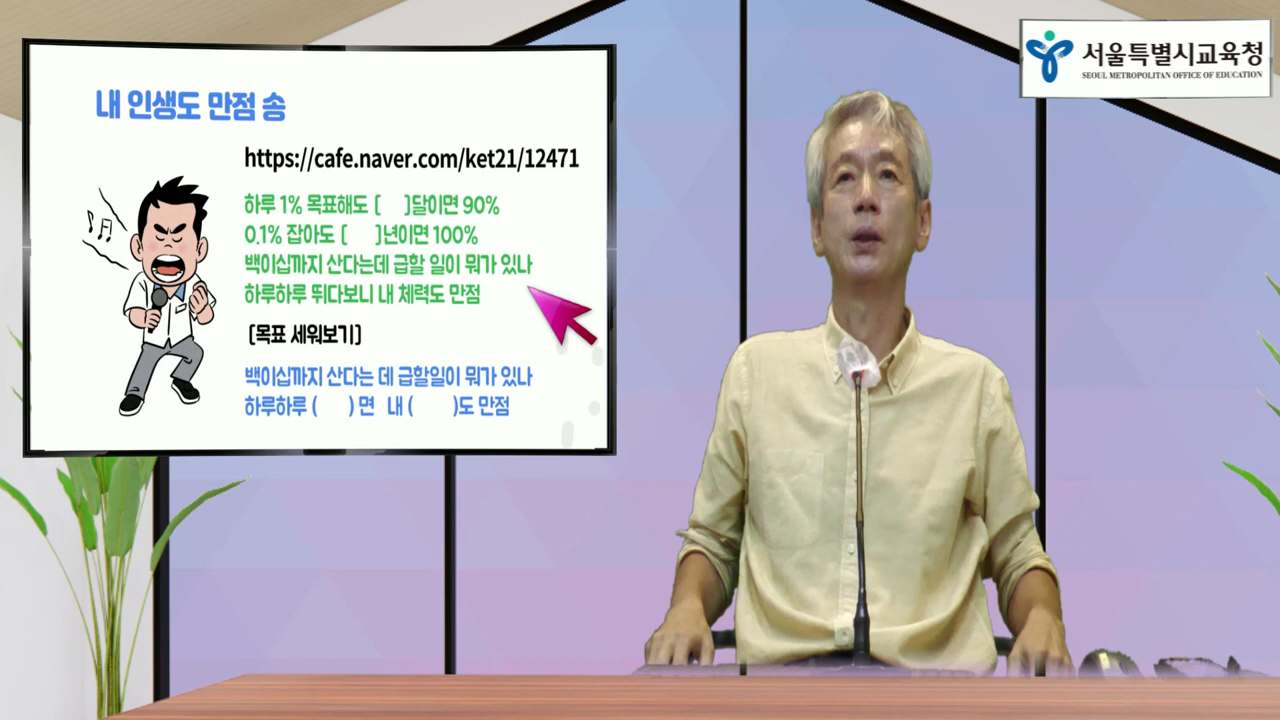 내 인생도 만점 송
https://cafe.naver.com/ket21/12471
하루 1% 목표해도 [ ]달이면 90%
0.1% 잡아도 [ ]년이면 100%
백이십까지 산다는데 급할 일이 뭐가 있나
하루하루 뛰다보니 내 체력도 만점
[목표 세워보기]
백이십까지 산다는 데 급할일이 뭐가 있나
하루하루 ( ) 면 내 ( )도 만점
서울특별시교육청
SEOUL METROPOLITAN OFFICE OF EDUCATION